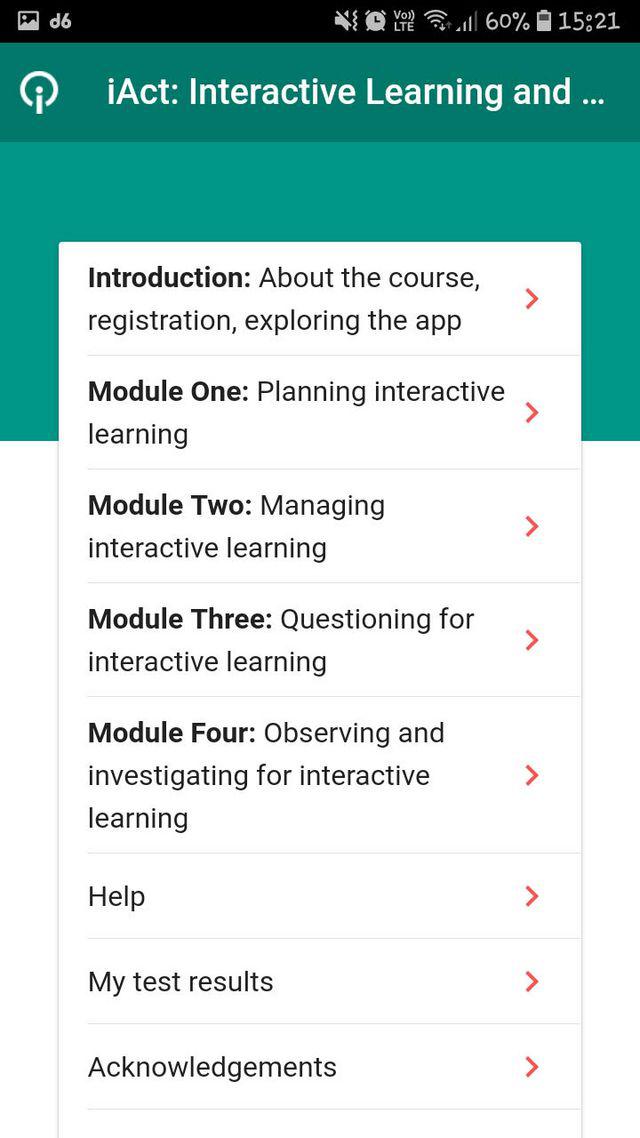 d6 Vo) LTE 60% 15:21
iAct: Interactive Learning and ...
Introduction: About the course,
registration, exploring the app
Module One: Planning interactive
learning
Module Two: Managing
interactive learning
Module Three: Questioning for
interactive learning
Module Four: Observing and
investigating for interactive
learning
Help
My test results
Acknowledgements